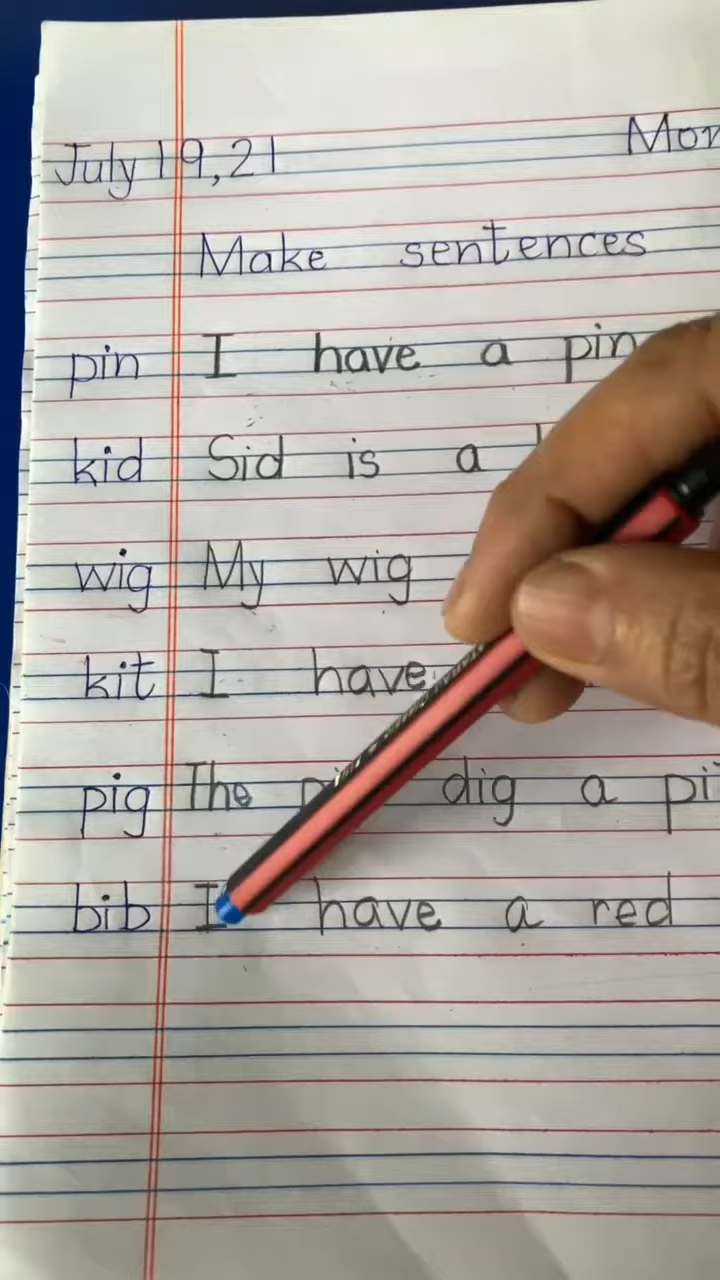 July 19, 21 Mon
Make sentences
pin I have a pin
kid Sid is a
wig My wig
kit I have
pig The dig a pi
bib I have a red